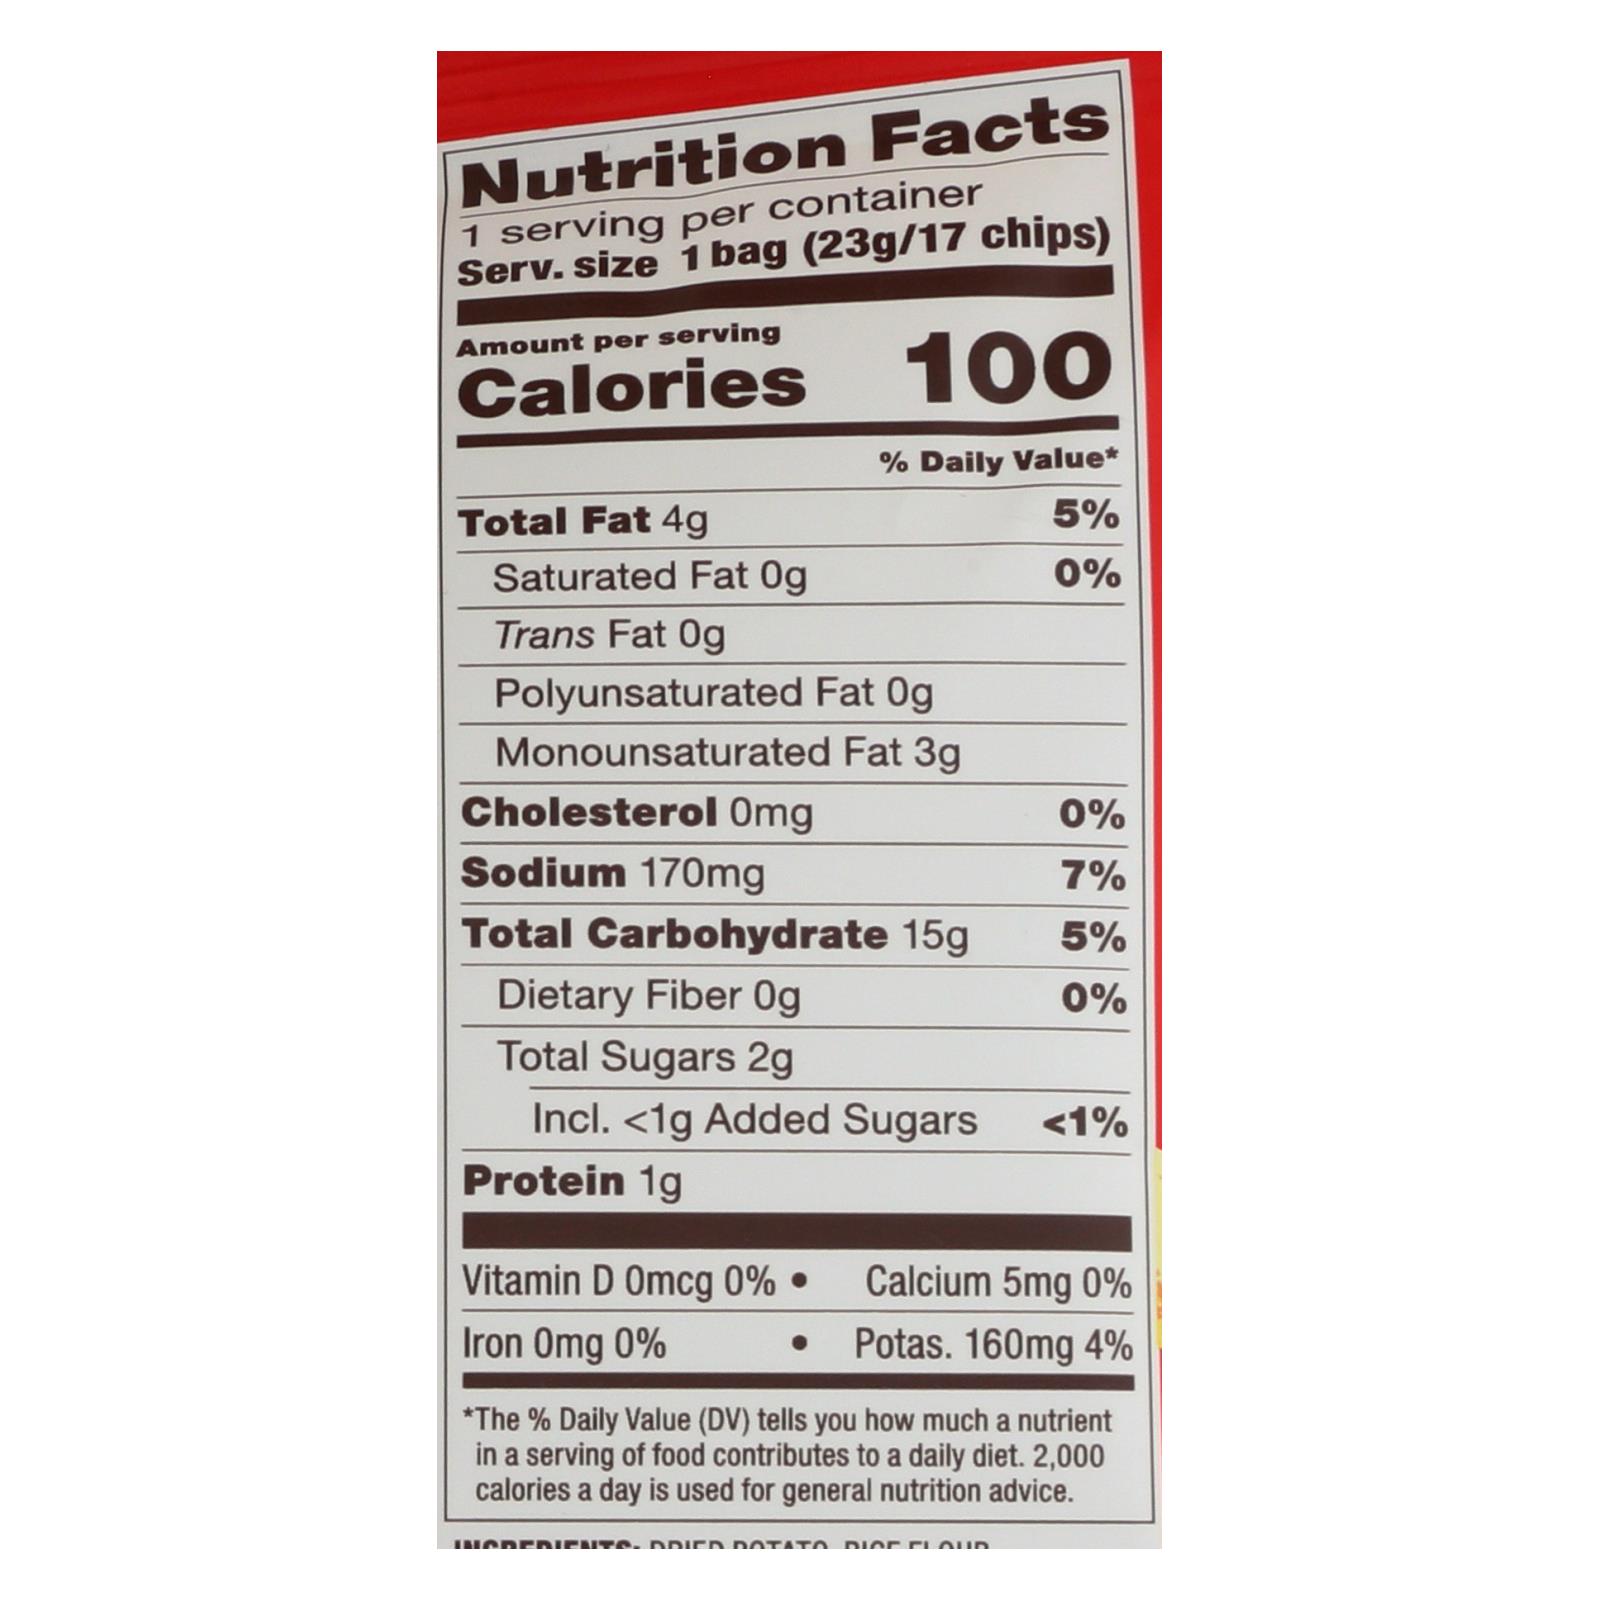 Nutrition Facts
1 serving per container
Serv. size 1 bag (23g/17 chips)
Amount per serving
Calories 100
% Daily Value*
Total Fat 4g 5%
Saturated Fat 0g 0%
Trans Fat 0g
Polyunsaturated Fat 0g
Monounsaturated Fat 3g
Cholesterol 0mg 0%
Sodium 170mg 7%
Total Carbohydrate 15g 5%
Dietary Fiber 0g 0%
Total Sugars 2g
Incl. <1g Added Sugars <1%
Protein 1g
Vitamin D 0mcg 0% • Calcium 5mg 0%
Iron 0mg 0% • Potas. 160mg 4%
*The % Daily Value (DV) tells you how much a nutrient
in a serving of food contributes to a daily diet. 2,000
calories a day is used for general nutrition advice.
INGREDIENTS: DRIED POTATO, RICE FLOUR